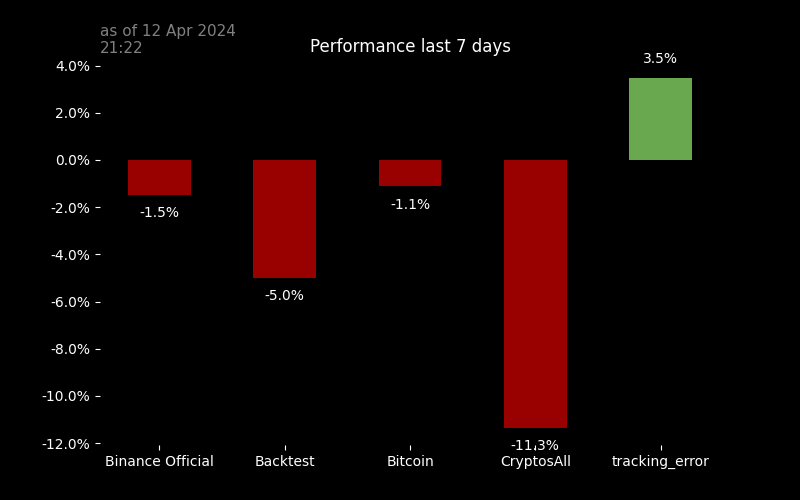 as of 12 Apr 2024
21:22
Performance last 7 days
4.0%
2.0%
0.0%
-2.0%
-4.0%
-6.0%
-8.0%
-10.0%
-12.0%
-1.5%
-5.0%
-1.1%
-11.3%
3.5%
Binance Official
Backtest
Bitcoin
CryptosAll
tracking_error